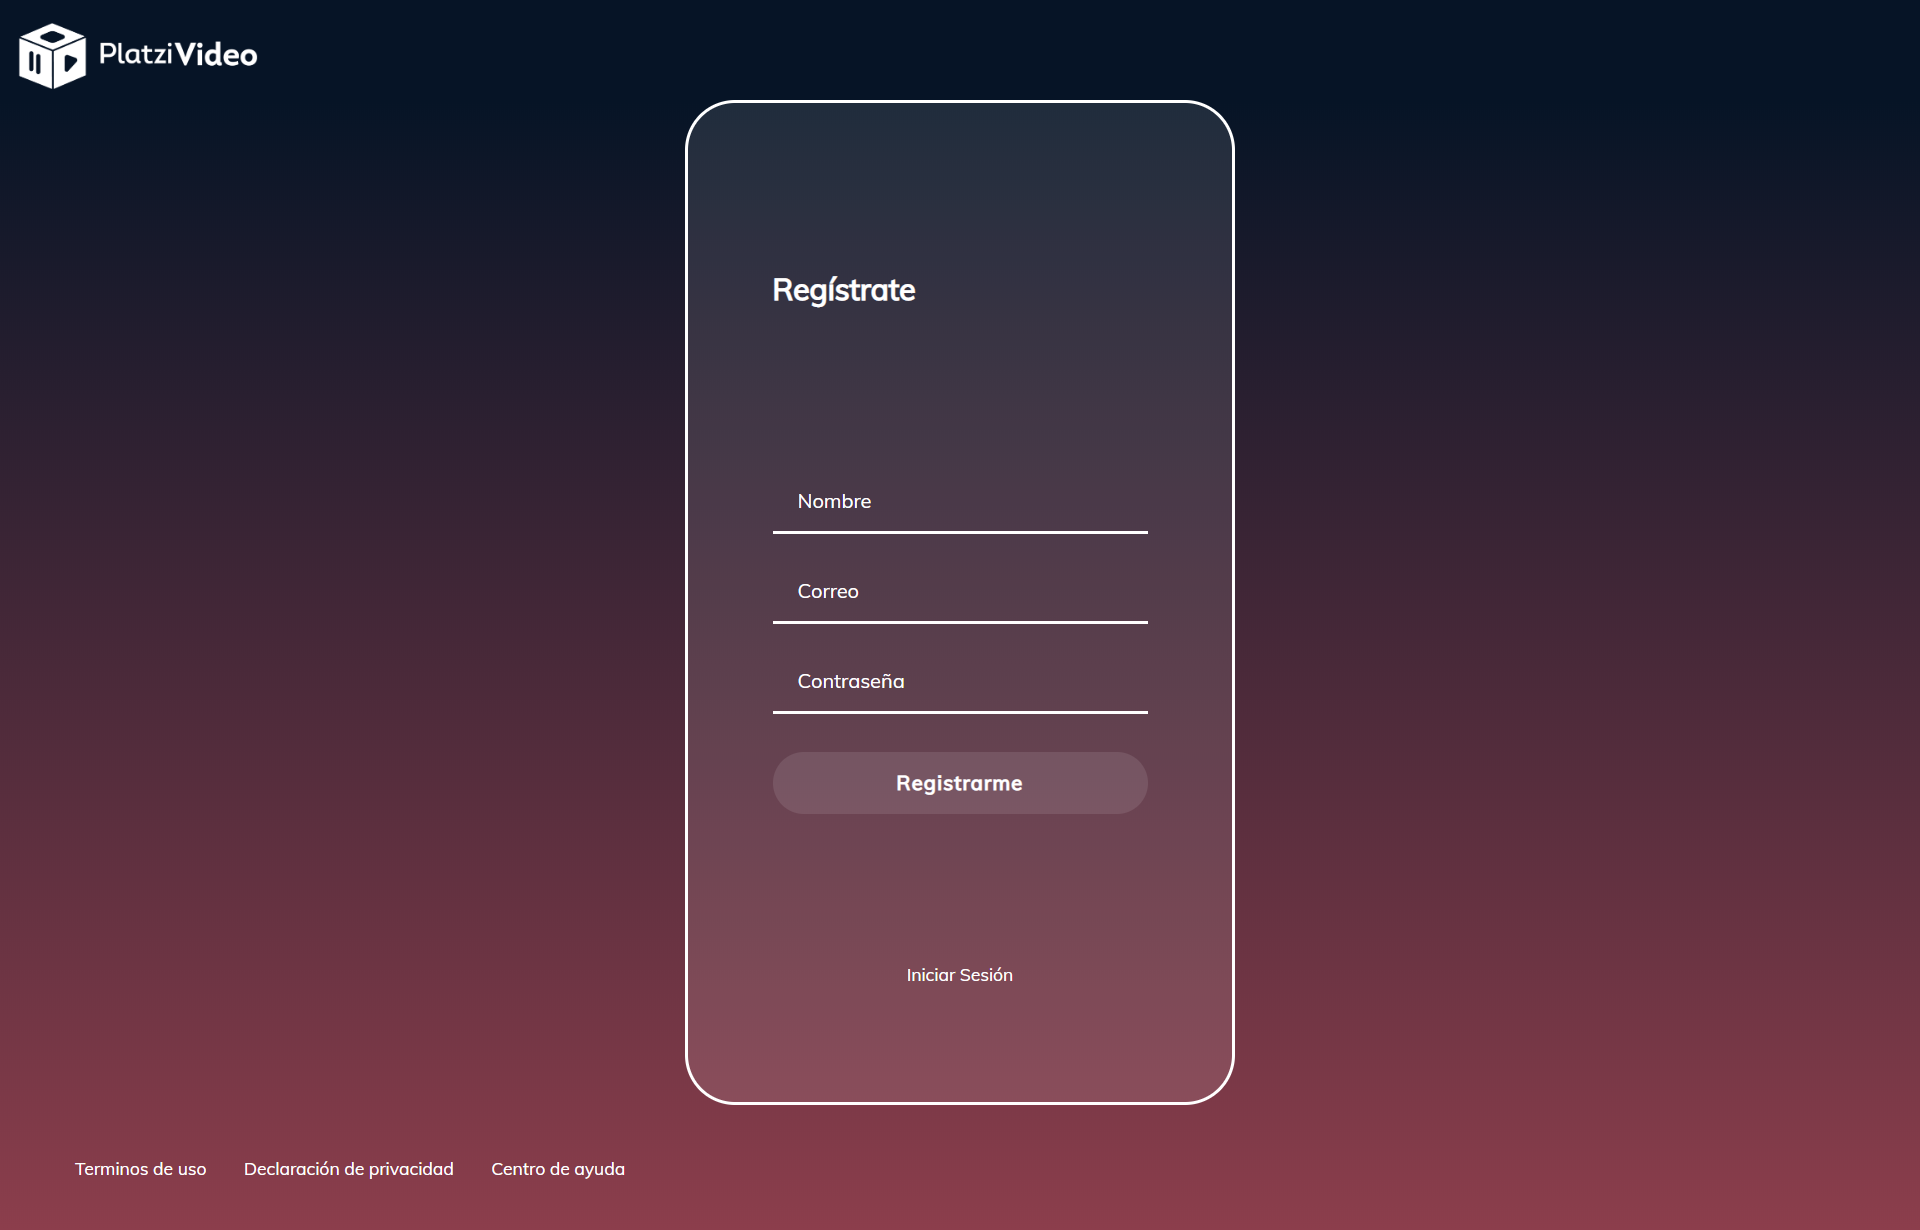 PlatziVideo
Regístrate
Nombre
Correo
Contraseña
Registrarme
Iniciar Sesión
Terminos de uso Declaración de privacidad Centro de ayuda